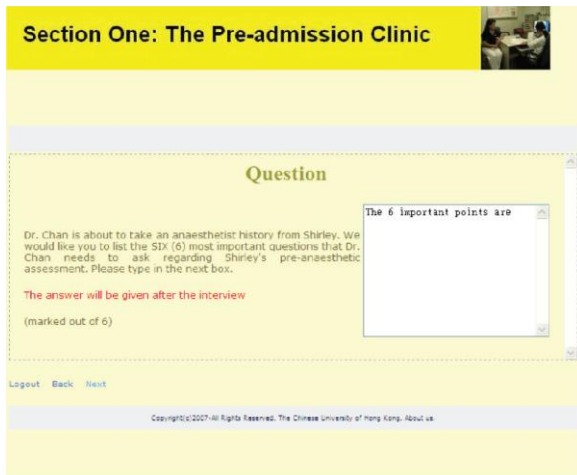 Section One: The Pre-admission Clinic
Question
Dr. Chan is about to take an anaesthetist history from Shirley. We
would like you to list the SIX (6) most important questions that Dr.
Chan needs to ask regarding Shirley's pre-anaesthetic
assessment. Please type in the next box.
The answer will be given after the interview
(marked out of 6)
The 6 important points are
Logout Back Next
Copyright(c)2007-All Rights Reserved. The Chinese University of Hong Kong. About us.